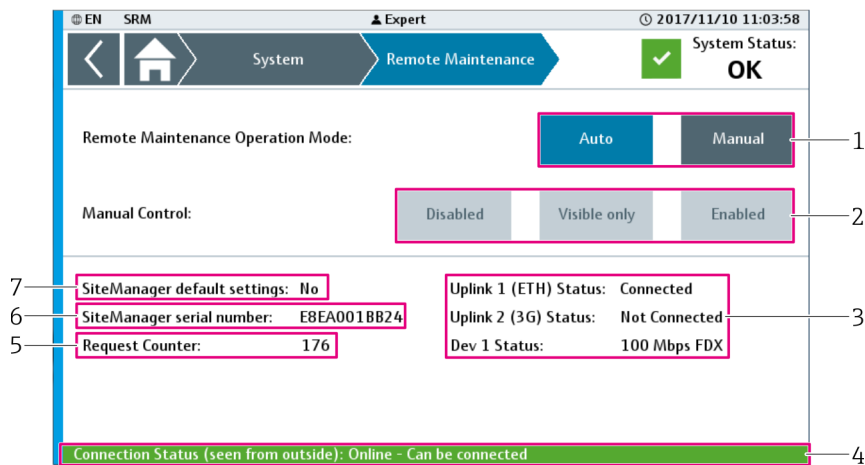 EN SRM Expert 2017/11/10 11:03:58
System Remote Maintenance System Status:
OK
Remote Maintenance Operation Mode: Auto Manual 1
Manual Control: Disabled Visible only Enabled 2
7 SiteManager default settings: No Uplink 1 (ETH) Status: Connected
6 SiteManager serial number: E8EA001BB24 Uplink 2 (3G) Status: Not Connected 3
5 Request Counter: 176 Dev 1 Status: 100 Mbps FDX
Connection Status (seen from outside): Online - Can be connected 4